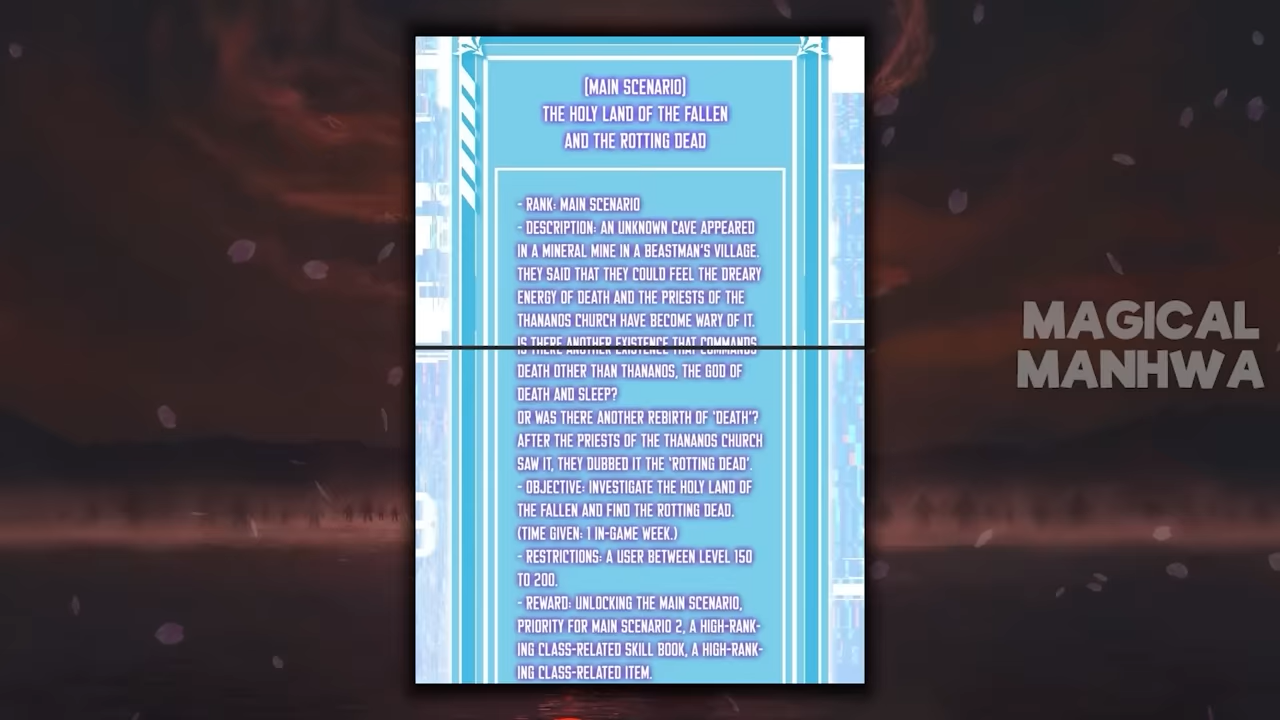 [MAIN SCENARIO]
THE HOLY LAND OF THE FALLEN
AND THE ROTTING DEAD
- RANK: MAIN SCENARIO
- DESCRIPTION: AN UNKNOWN CAVE APPEARED
IN A MINERAL MINE IN A BEASTMAN'S VILLAGE.
THEY SAID THAT THEY COULD FEEL THE DREARY
ENERGY OF DEATH AND THE PRIESTS OF THE
THANANOS CHURCH HAVE BECOME WARY OF IT.
IS THERE ANOTHER EXISTENCE THAT COMMANDS
DEATH OTHER THAN THANANOS, THE GOD OF
DEATH AND SLEEP?
OR WAS THERE ANOTHER REBIRTH OF 'DEATH'?
AFTER THE PRIESTS OF THE THANANOS CHURCH
SAW IT, THEY DUBBED IT THE 'ROTTING DEAD'.
- OBJECTIVE: INVESTIGATE THE HOLY LAND OF
THE FALLEN AND FIND THE ROTTING DEAD.
(TIME GIVEN: 1 IN-GAME WEEK.)
- RESTRICTIONS: A USER BETWEEN LEVEL 150
TO 200.
- REWARD: UNLOCKING THE MAIN SCENARIO,
PRIORITY FOR MAIN SCENARIO 2, A HIGH-RANK-
ING CLASS-RELATED SKILL BOOK, A HIGH-RANK-
ING CLASS-RELATED ITEM.
MAGICAL
MANHWA